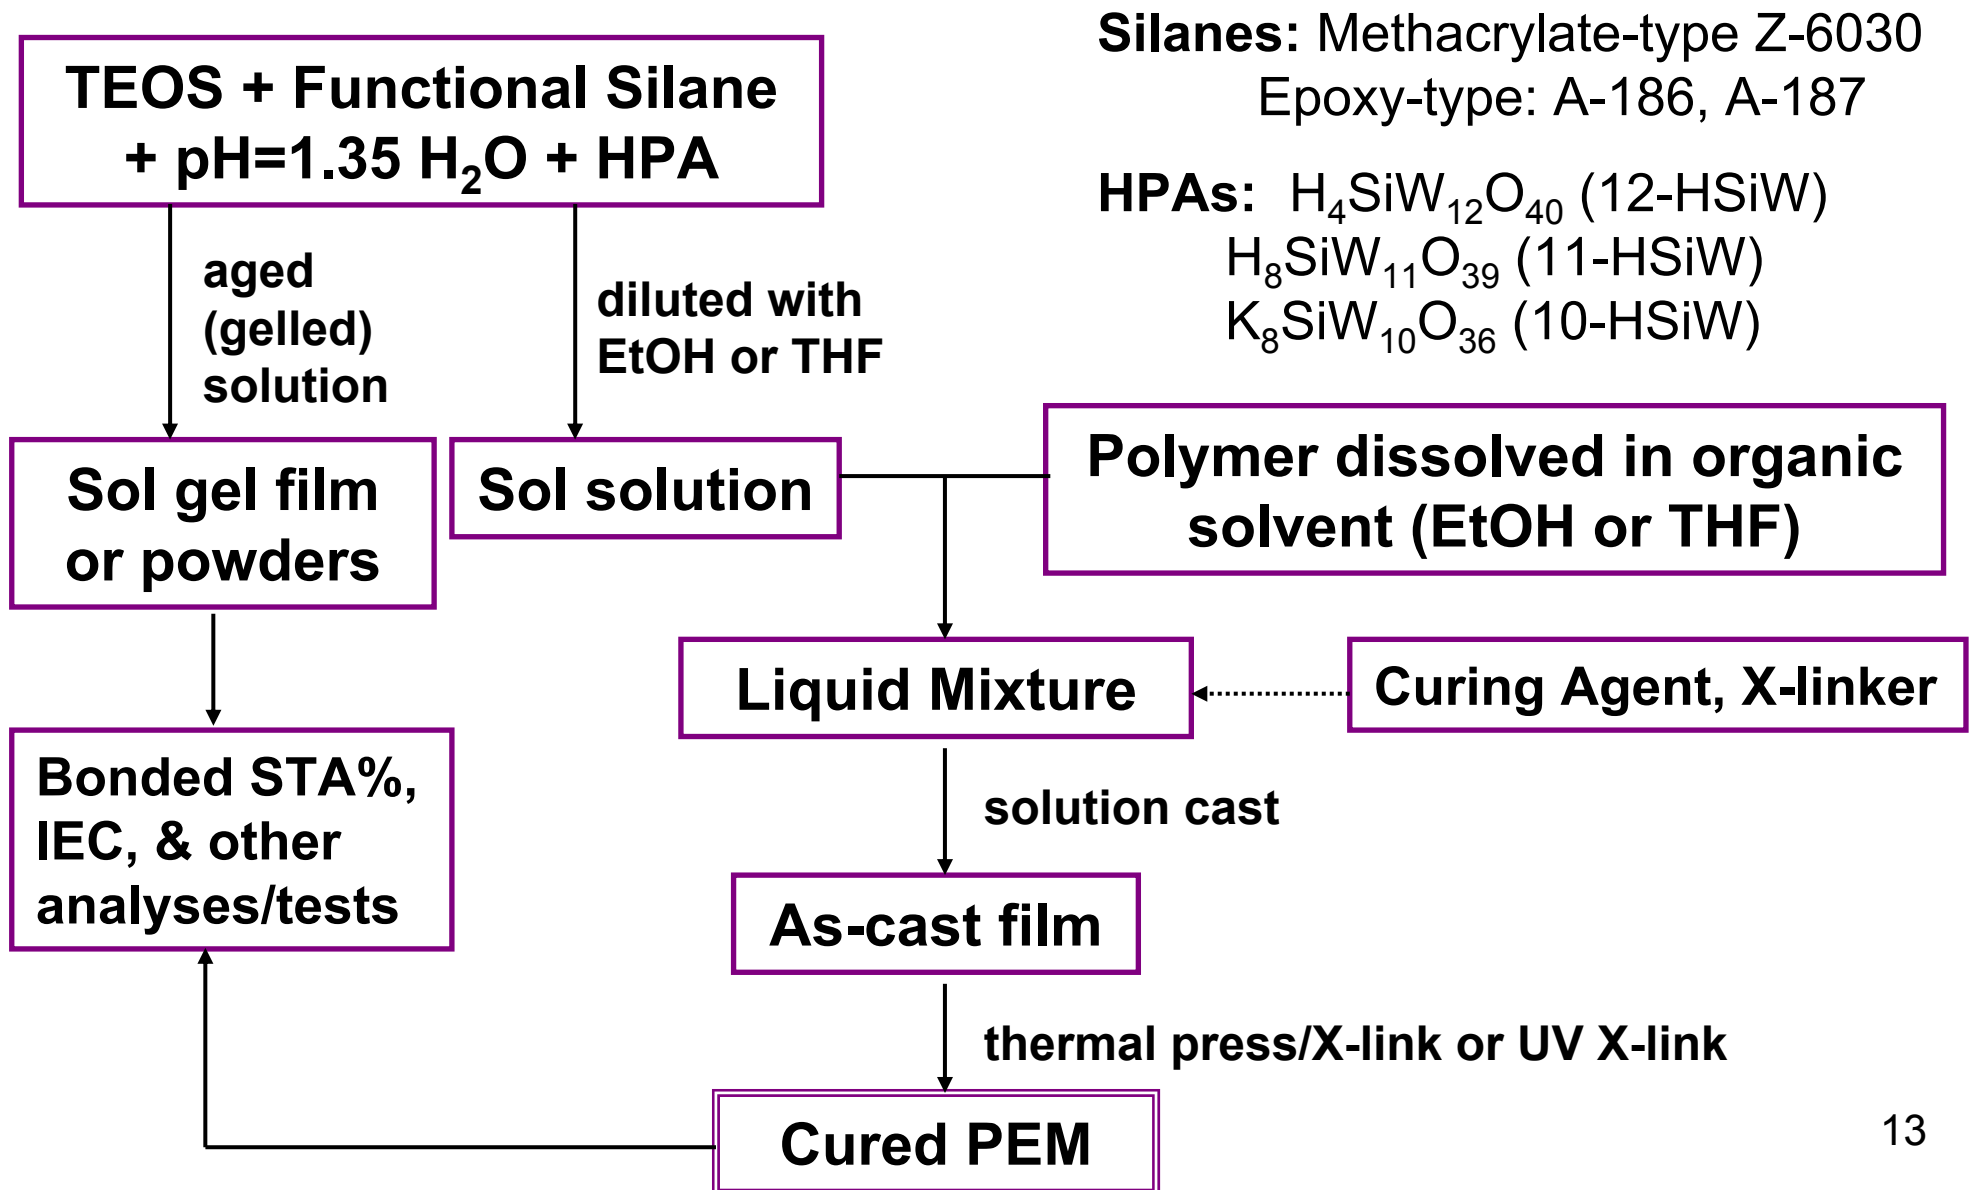 Silanes: Methacrylate-type Z-6030
Epoxy-type: A-186, A-187
TEOS + Functional Silane
+ pH=1.35 H₂O + HPA
HPAs: H₄SiW₁₂O₄₀ (12-HSiW)
H₈SiW₁₁O₃₉ (11-HSiW)
K₈SiW₁₀O₃₆ (10-HSiW)
aged
(gelled)
solution
diluted with
EtOH or THF
Sol gel film
or powders
Sol solution
Polymer dissolved in organic
solvent (EtOH or THF)
Liquid Mixture
Curing Agent, X-linker
Bonded STA%,
IEC, & other
analyses/tests
solution cast
As-cast film
thermal press/X-link or UV X-link
Cured PEM
13